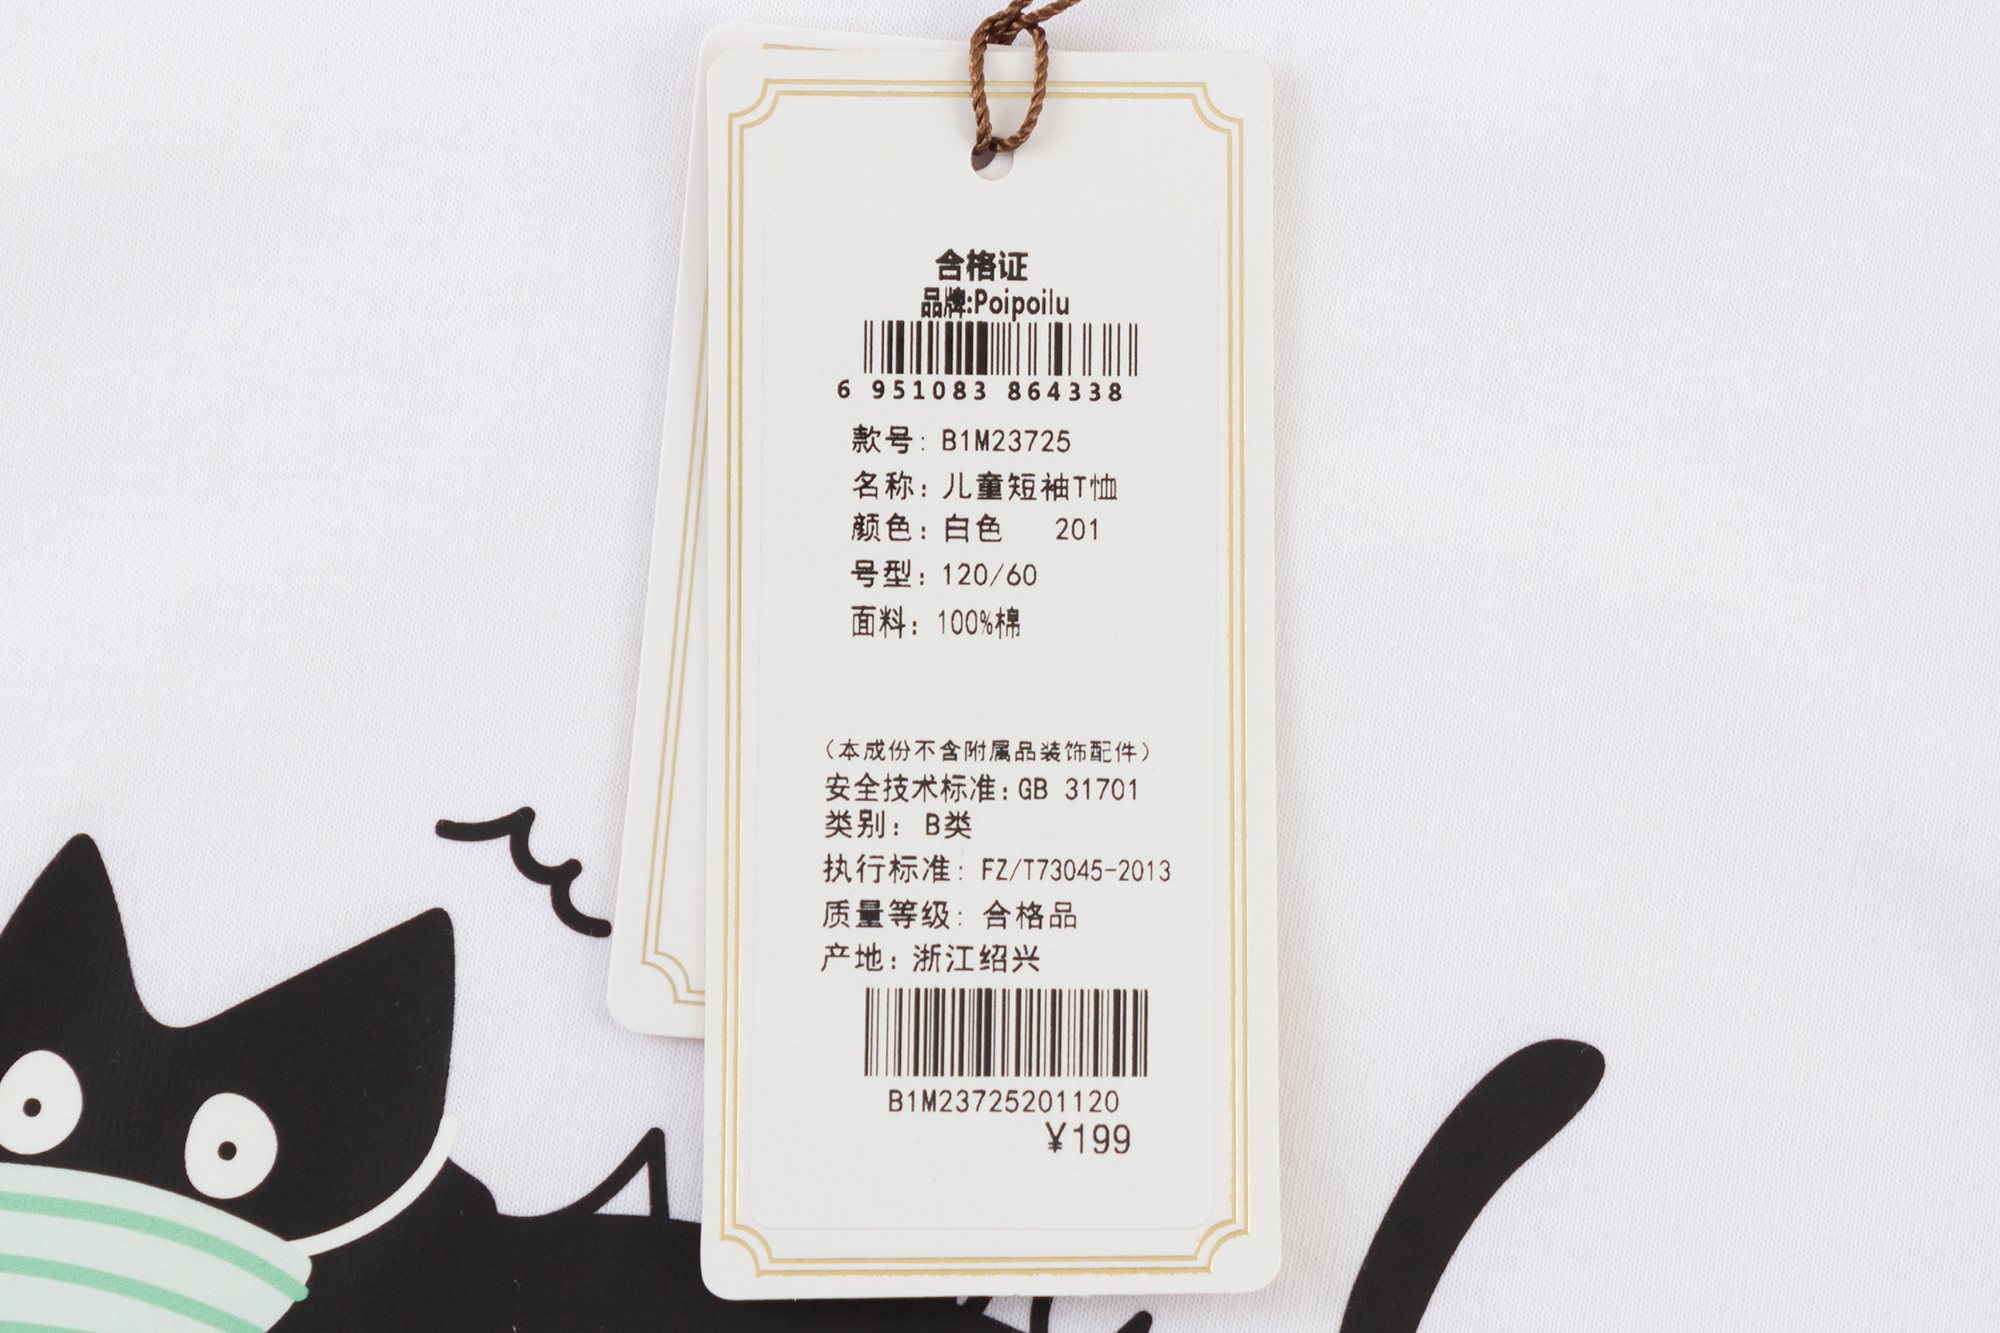 合格证
品牌:Poipoilu
6 951083 864338
款号: B1M23725
名称: 儿童短袖T恤
颜色: 白色 201
号型: 120/60
面料: 100%棉
(本成份不含附属品装饰配件)
安全技术标准: GB 31701
类别: B类
执行标准: FZ/T73045-2013
质量等级: 合格品
产地: 浙江绍兴
B1M23725201120
¥199